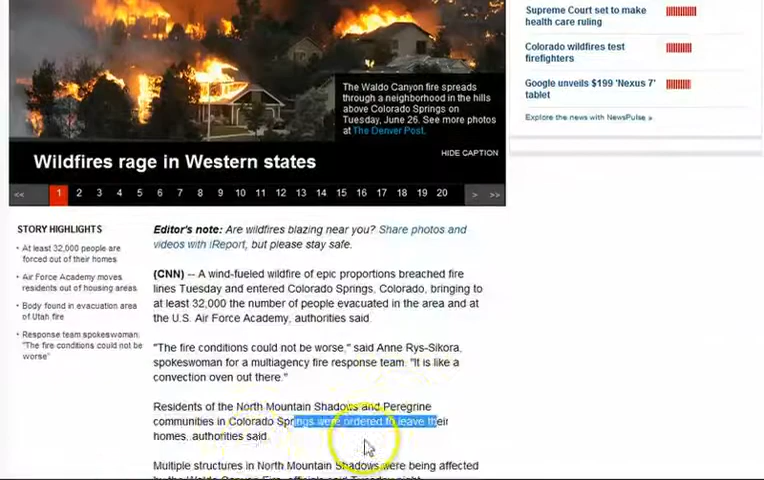 Supreme Court set to make
health care ruling
Colorado wildfires test
firefighters
Google unveils $199 'Nexus 7'
tablet
Explore the news with NewsPulse »
The Waldo Canyon fire spreads
through a neighborhood in the hills
above Colorado Springs on
Tuesday, June 26. See more photos
at The Denver Post.
HIDE CAPTION
Wildfires rage in Western states
<< 1 2 3 4 5 6 7 8 9 10 11 12 13 14 15 16 17 18 19 20 > >>
STORY HIGHLIGHTS
At least 32,000 people are
forced out of their homes
Air Force Academy moves
residents out of housing areas
Body found in evacuation area
of Utah fire
Response team spokeswoman:
"The fire conditions could not be
worse"
Editor's note: Are wildfires blazing near you? Share photos and
videos with iReport, but please stay safe.
(CNN) -- A wind-fueled wildfire of epic proportions breached fire
lines Tuesday and entered Colorado Springs, Colorado, bringing to
at least 32,000 the number of people evacuated in the area and at
the U.S. Air Force Academy, authorities said.
"The fire conditions could not be worse," said Anne Rys-Sikora,
spokeswoman for a multiagency fire response team. "It is like a
convection oven out there."
Residents of the North Mountain Shadows and Peregrine
communities in Colorado Springs were ordered to leave their
homes, authorities said.
Multiple structures in North Mountain Shadows were being affected
by the Waldo Canyon Fire, officials said Tuesday night.